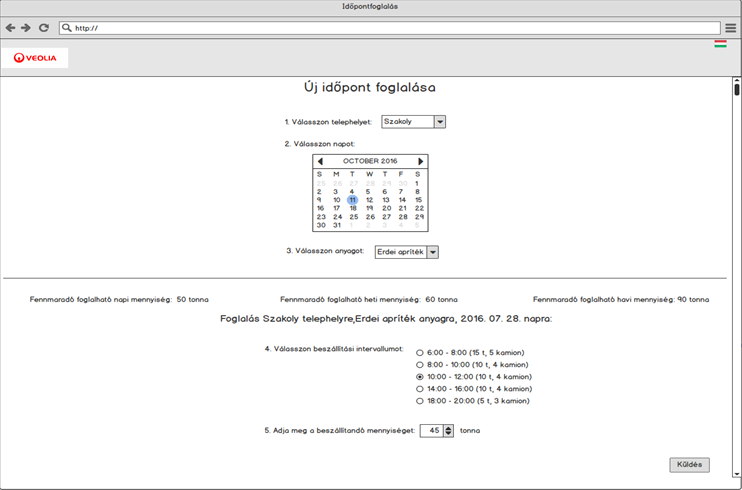 Időpontfoglalás
http://
VEOLIA
Új időpont foglalása
1. Válasszon telephelyet: Szakoly
2. Válasszon napot:
OCTOBER 2016
S M T W T F S
25 26 27 28 29 30 1
2 3 4 5 6 7 8
9 10 11 12 13 14 15
16 17 18 19 20 21 22
23 24 25 26 27 28 29
30 31 1 2 3 4 5
3. Válasszon anyagot: Erdei apríték
Fennmaradó foglalható napi mennyiség: 50 tonna Fennmaradó foglalható heti mennyiség: 60 tonna Fennmaradó foglalható havi mennyiség: 90 tonna
Foglalás Szakoly telephelyre,Erdei apríték anyagra, 2016. 07. 28. napra:
4. Válasszon beszállítási intervallumot:
6:00 - 8:00 (15 t, 5 kamion)
8:00 - 10:00 (10 t, 4 kamion)
10:00 - 12:00 (10 t, 4 kamion)
14:00 - 16:00 (10 t, 4 kamion)
18:00 - 20:00 (5 t, 3 kamion)
5. Adja meg a beszállítandó mennyiséget: 45 tonna
Küldés